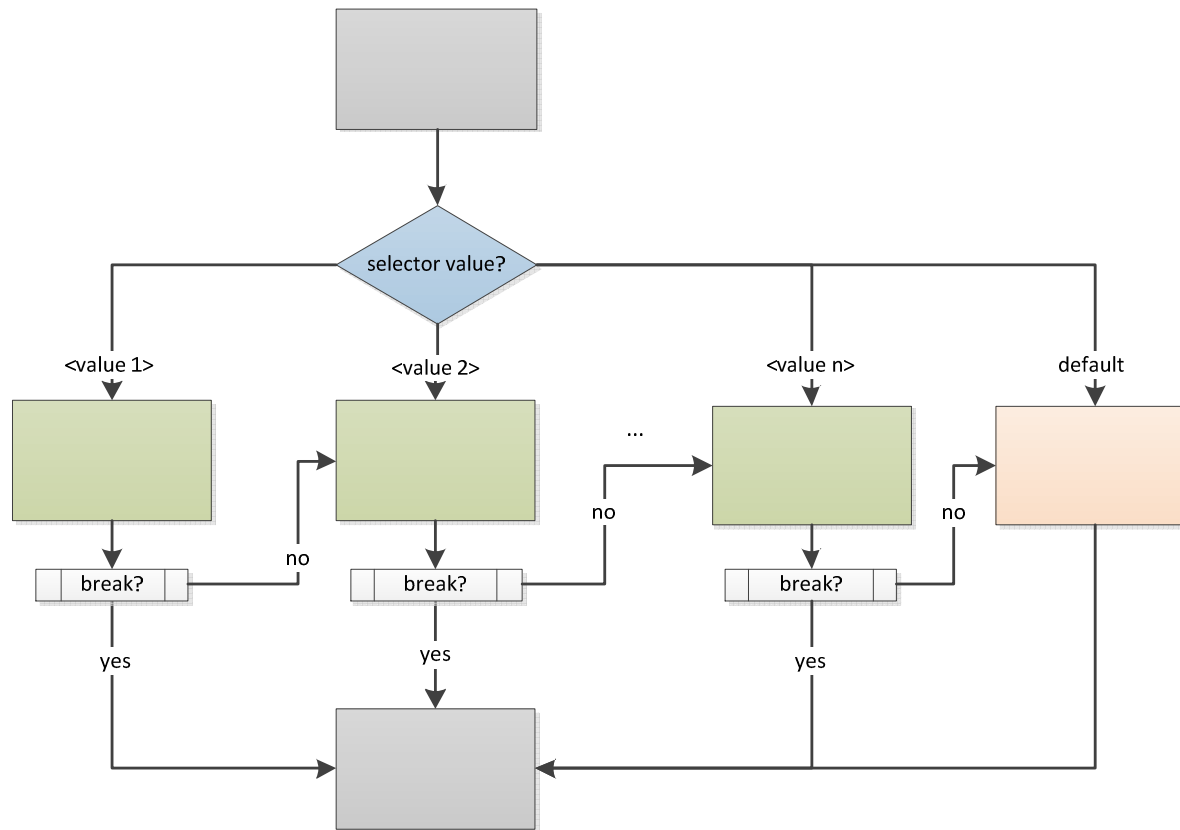 selector value?
<value 1>
<value 2>
<value n>
default
...
no
no
no
break?
break?
break?
yes
yes
yes